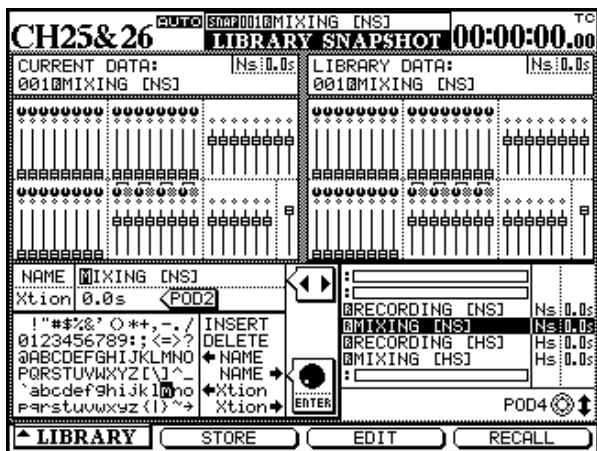 CH25&26 AUTO SNAP001 MIXING [NS] TC
LIBRARY SNAPSHOT 00:00:00.00
CURRENT DATA: Ns 0.0s
001 MIXING [NS]
LIBRARY DATA: Ns 0.0s
001 MIXING [NS]
NAME MIXING [NS]
Xtion 0.0s POD2
!"#$%&'()*+,-./
0123456789:;<=>?
@ABCDEFGHIJKLMNO
PQRSTUVWXYZ[\]^_
`abcdefghijklmno
pqrstuvwxyz{|}~→
INSERT
DELETE
← NAME
NAME →
←Xtion
Xtion→
ENTER
:
:
RECORDING [NS] Ns 0.0s
MIXING [NS] Ns 0.0s
RECORDING [HS] Hs 0.0s
MIXING [HS] Hs 0.0s
:
POD4
LIBRARY STORE EDIT RECALL